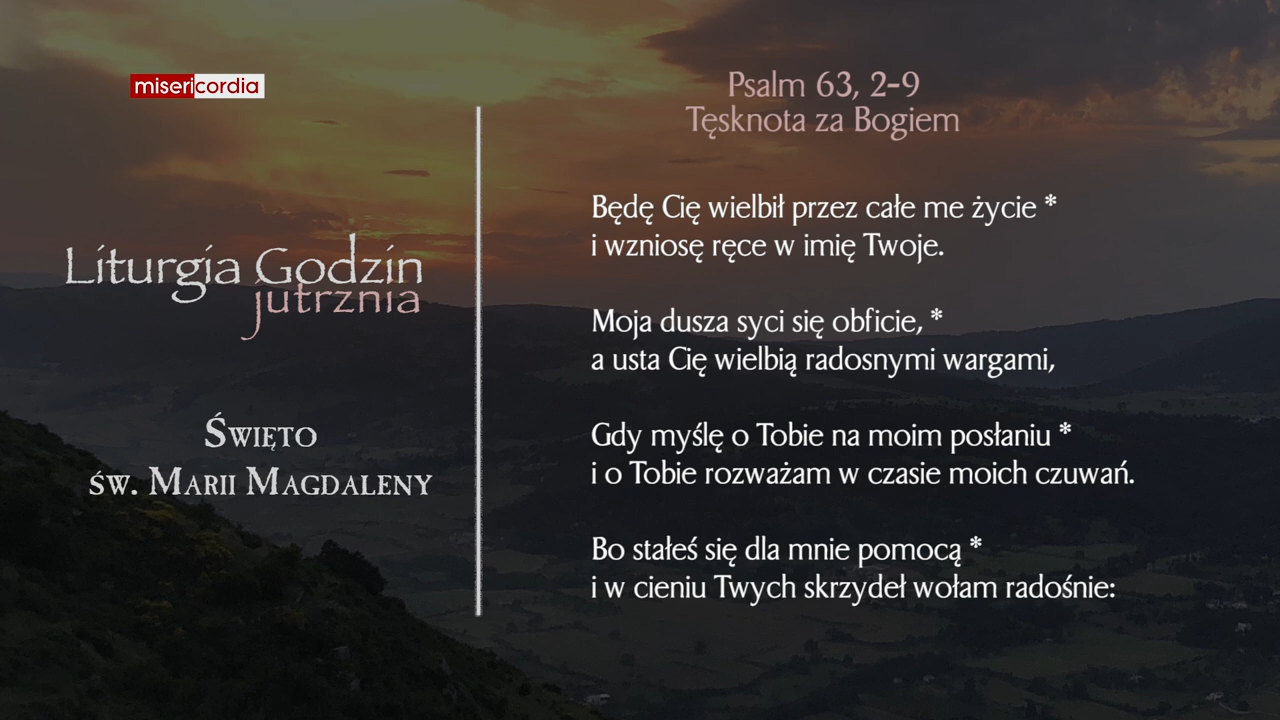 misericordia
Liturgia Godzin
jutrznia
Święto
św. Marii Magdaleny
Psalm 63, 2-9
Tęsknota za Bogiem
Będę Cię wielbił przez całe me życie *
i wzniosę ręce w imię Twoje.
Moja dusza syci się obficie, *
a usta Cię wielbią radosnymi wargami,
Gdy myślę o Tobie na moim posłaniu *
i o Tobie rozważam w czasie moich czuwań.
Bo stałeś się dla mnie pomocą *
i w cieniu Twych skrzydeł wołam radośnie: